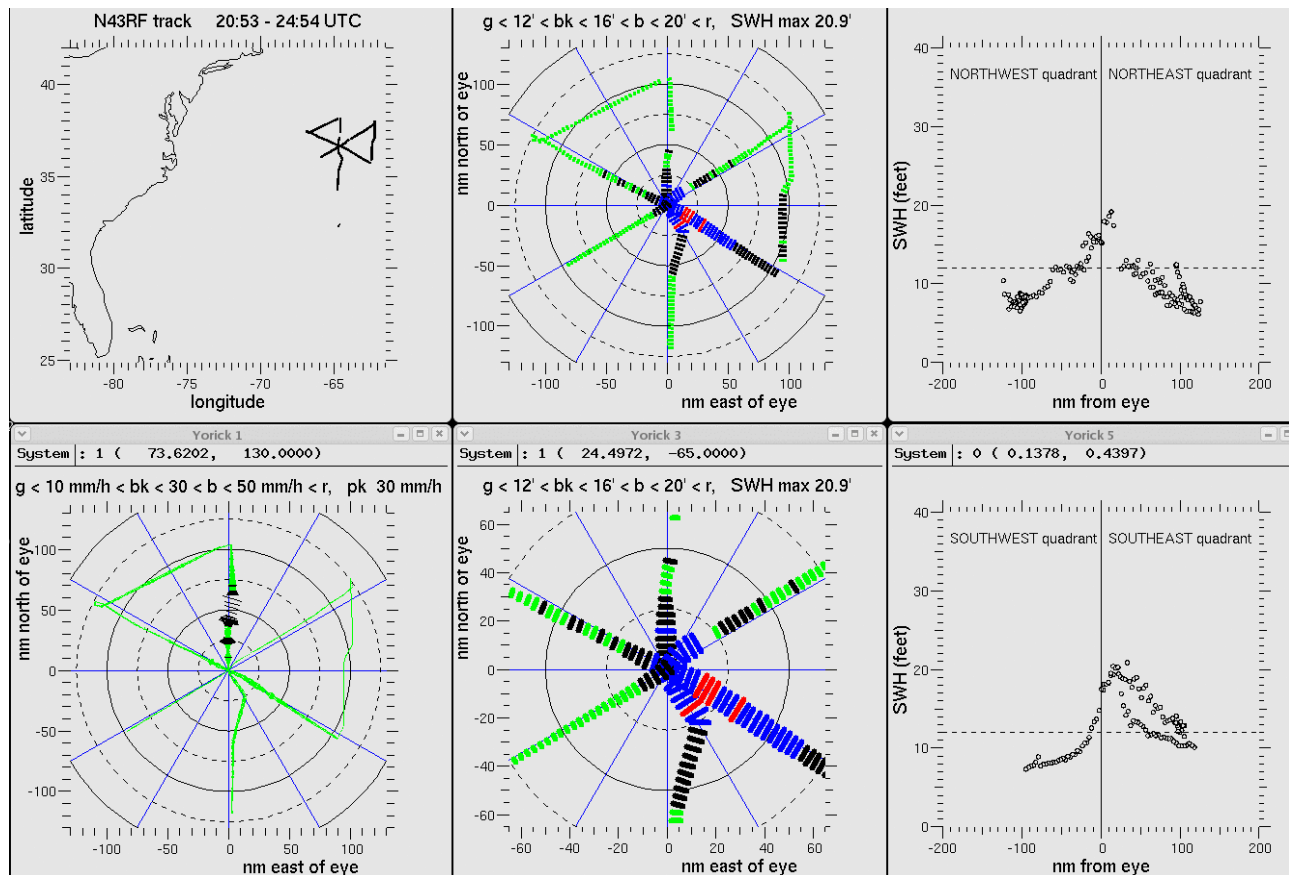 N43RF track 20:53 - 24:54 UTC
40
35
30
25
latitude
-80
-75
-70
-65
longitude
g < 12' < bk < 16' < b < 20' < r, SWH max 20.9'
100
50
0
-50
-100
nm north of eye
-100
-50
0
50
100
nm east of eye
NORTHWEST quadrant
NORTHEAST quadrant
40
30
20
10
0
SWH (feet)
-200
-100
0
100
200
nm from eye
Yorick 1
System : 1 ( 73.6202, 130.0000)
g < 10 mm/h < bk < 30 < b < 50 mm/h < r, pk 30 mm/h
100
50
0
-50
-100
nm north of eye
-100
-50
0
50
100
nm east of eye
Yorick 3
System : 1 ( 24.4972, -65.0000)
g < 12' < bk < 16' < b < 20' < r, SWH max 20.9'
60
40
20
0
-20
-40
-60
nm north of eye
-60
-40
-20
0
20
40
60
nm east of eye
Yorick 5
System : 0 ( 0.1378, 0.4397)
SOUTHWEST quadrant
SOUTHEAST quadrant
40
30
20
10
0
SWH (feet)
-200
-100
0
100
200
nm from eye